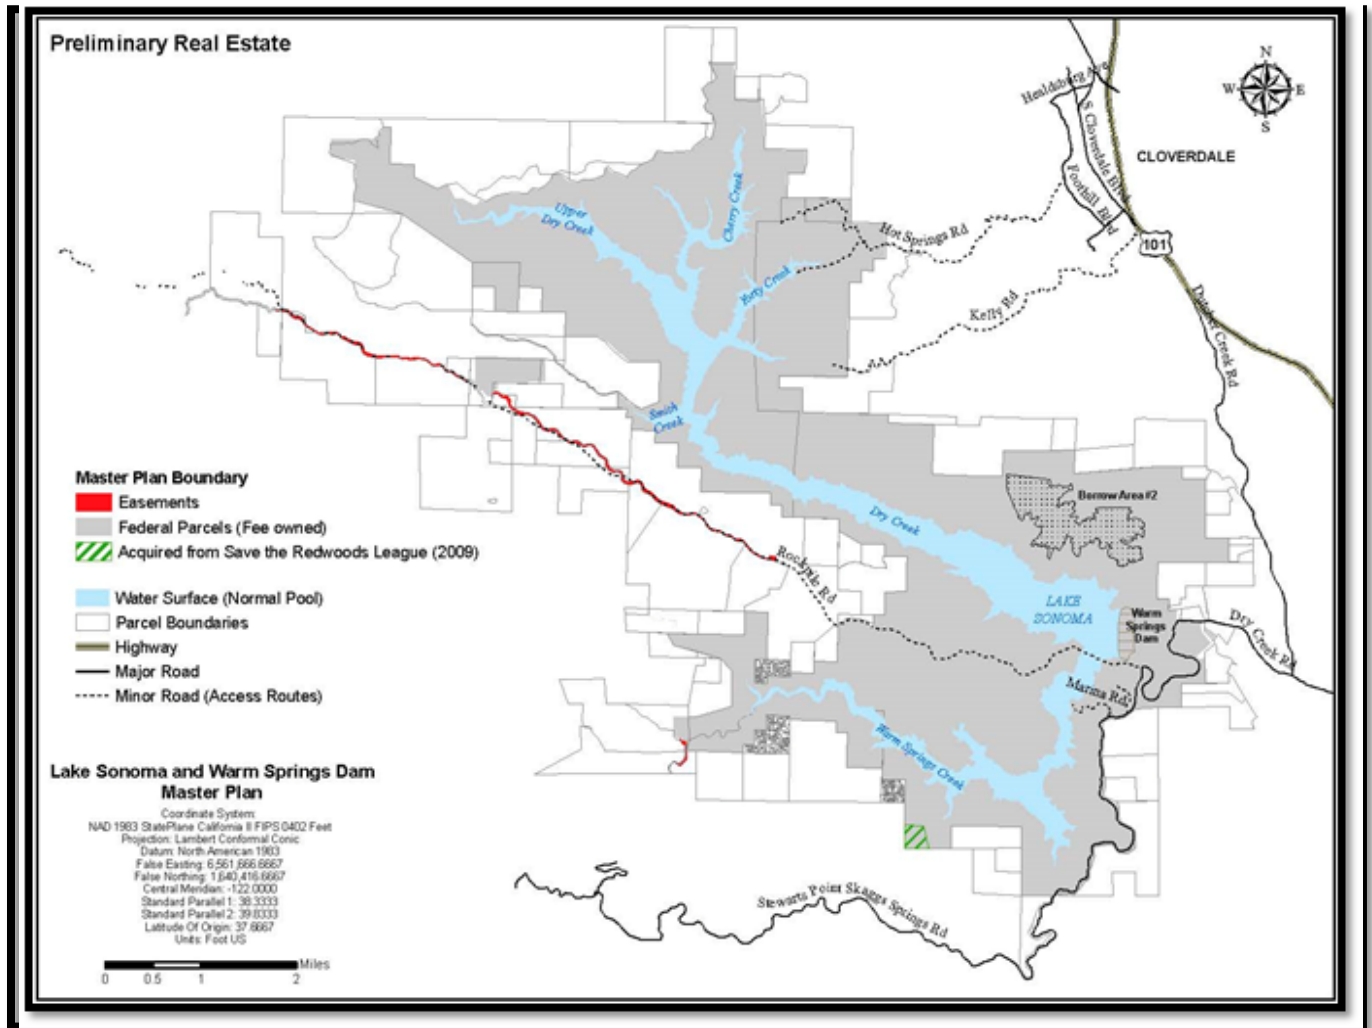 Preliminary Real Estate
N
W
E
S
Healdsburg Ave
S Cloverdale Blvd
CLOVERDALE
Foothill Blvd
101
Hot Springs Rd
Kelly Rd
Dutcher Creek Rd
Cherry Creek
Upper
Dry Creek
Yorty Creek
Smith
Creek
Dry Creek
Borrow Area #2
Rockpile Rd
LAKE
SONOMA
Warm
Springs
Dam
Dry Creek Rd
Marina Rd.
Warm Springs Creek
Stewarts Point Skaggs Springs Rd
Master Plan Boundary
Easements
Federal Parcels (Fee owned)
Acquired from Save the Redwoods League (2009)
Water Surface (Normal Pool)
Parcel Boundaries
Highway
Major Road
Minor Road (Access Routes)
Lake Sonoma and Warm Springs Dam
Master Plan
Coordinate System:
NAD 1983 StatePlane California II FIPS 0402 Feet
Projection: Lambert Conformal Conic
Datum: North American 1983
False Easting: 6,561,666.6667
False Northing: 1,640,416.6667
Central Meridian: -122.0000
Standard Parallel 1: 38.3333
Standard Parallel 2: 39.8333
Latitude Of Origin: 37.6667
Units: Foot US
Miles
0 0.5 1 2